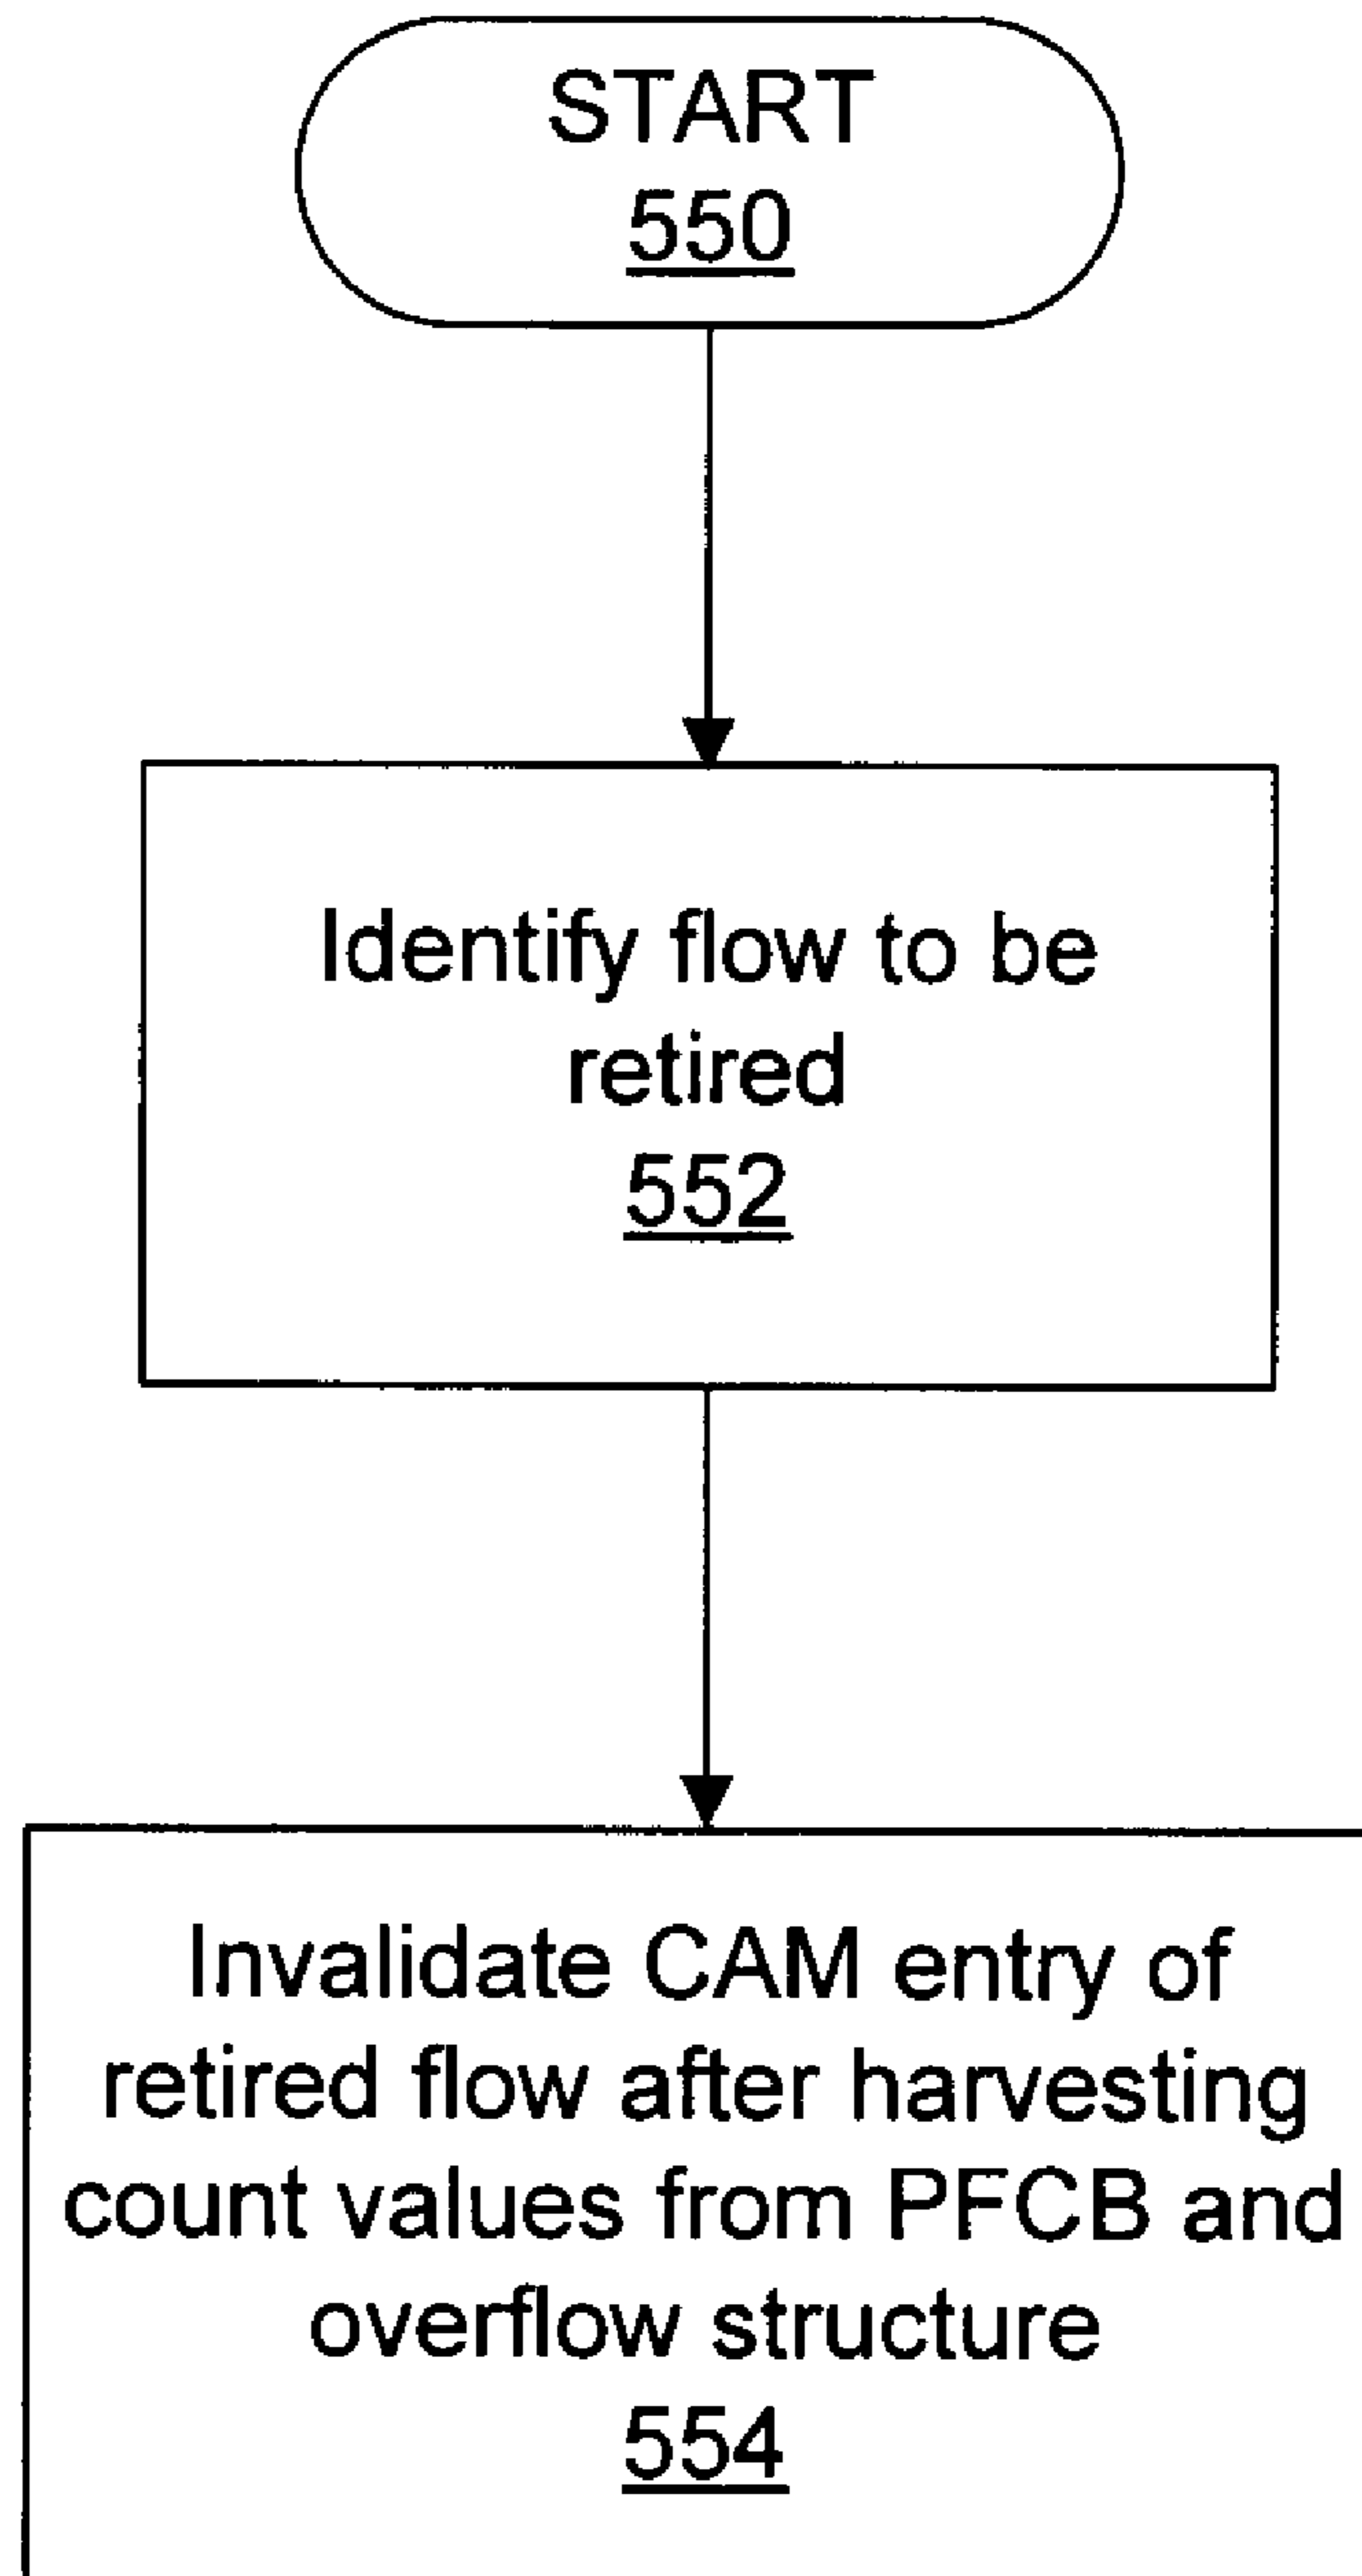 START
550
Identify flow to be
retired
552
Invalidate CAM entry of
retired flow after harvesting
count values from PFCB and
overflow structure
554